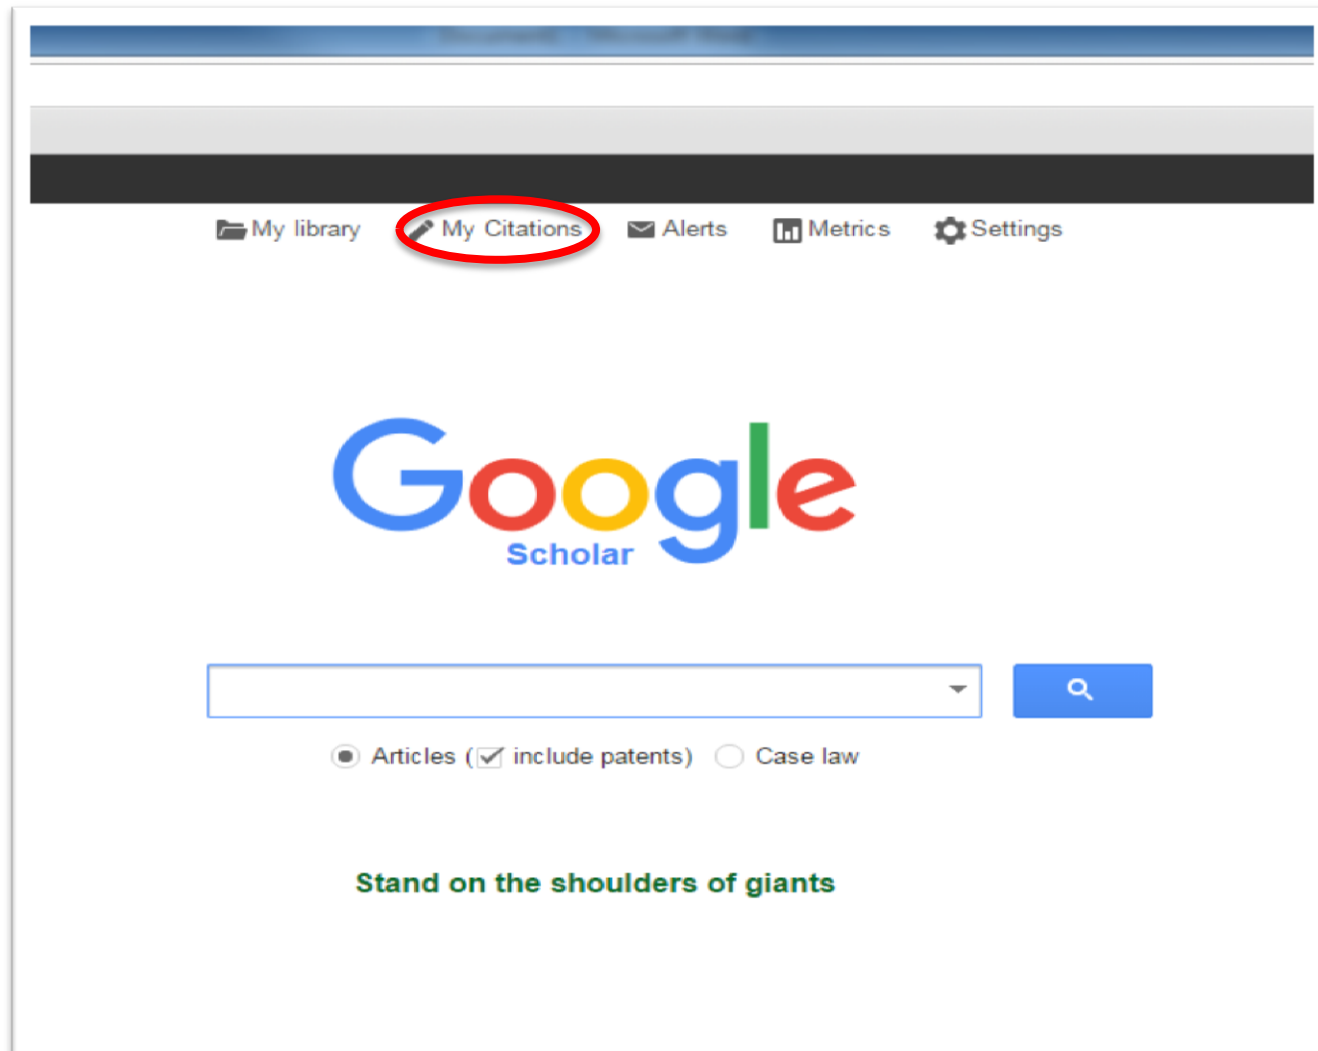 My library My Citations Alerts Metrics Settings
Google
Scholar
Articles ( include patents) Case law
Stand on the shoulders of giants